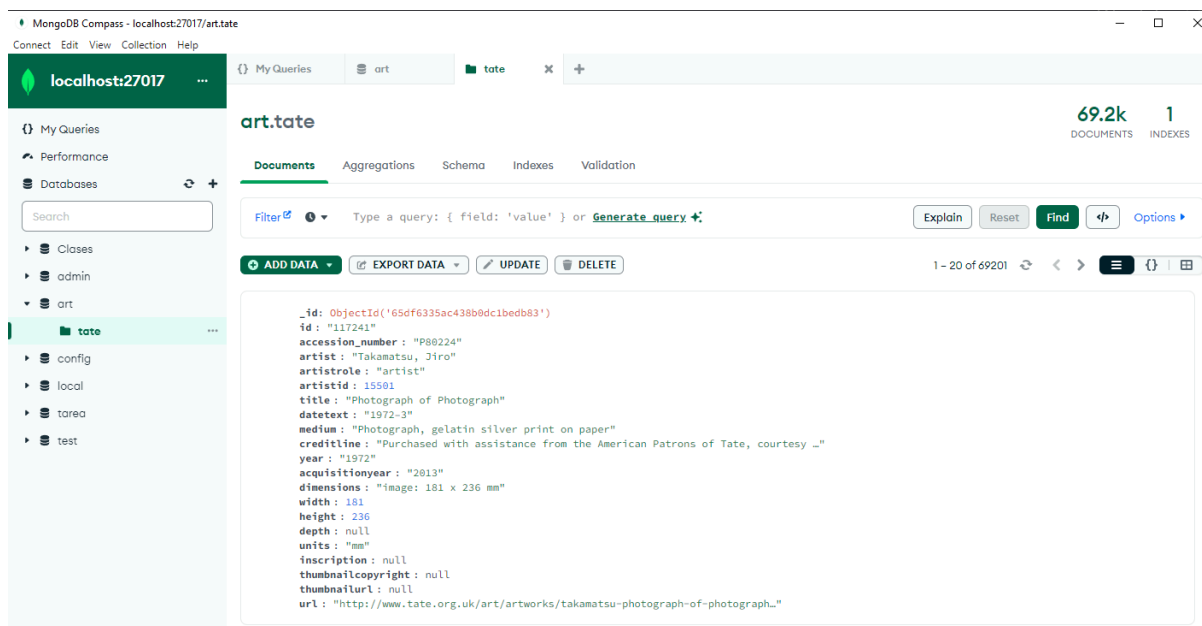 MongoDB Compass - localhost:27017/art.tate
Connect Edit View Collection Help
localhost:27017 ...
{} My Queries
art
tate
art.tate
69.2k
DOCUMENTS
1
INDEXES
My Queries
Performance
Databases
Search
Clases
admin
art
tate
config
local
tarea
test
Documents Aggregations Schema Indexes Validation
Filter Type a query: { field: 'value' } or Generate query
Explain Reset Find </> Options
ADD DATA EXPORT DATA UPDATE DELETE
1 – 20 of 69201 {}
_id: ObjectId('65df6335ac438b0dc1bedb83')
id : "117241"
accession_number : "P80224"
artist : "Takamatsu, Jiro"
artistrole : "artist"
artistid : 15501
title : "Photograph of Photograph"
datetext : "1972–3"
medium : "Photograph, gelatin silver print on paper"
creditline : "Purchased with assistance from the American Patrons of Tate, courtesy …"
year : "1972"
acquisitionyear : "2013"
dimensions : "image: 181 x 236 mm"
width : 181
height : 236
depth : null
units : "mm"
inscription : null
thumbnailcopyright : null
thumbnailurl : null
url : "http://www.tate.org.uk/art/artworks/takamatsu-photograph-of-photograph…"